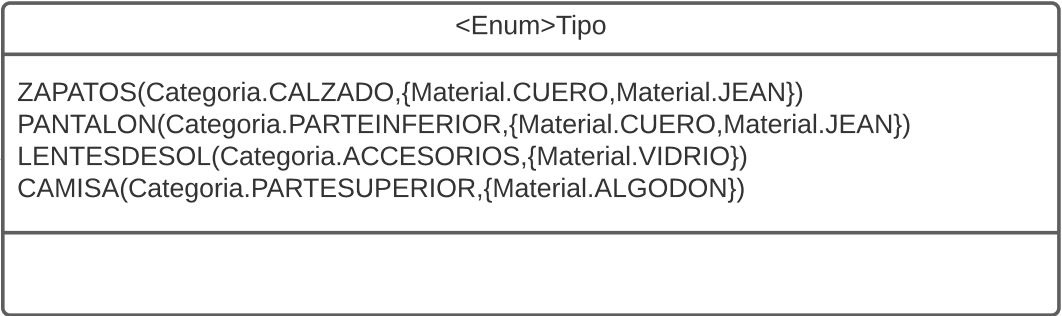 <Enum>Tipo
ZAPATOS(Categoria.CALZADO,{Material.CUERO,Material.JEAN})
PANTALON(Categoria.PARTEINFERIOR,{Material.CUERO,Material.JEAN})
LENTESDESOL(Categoria.ACCESORIOS,{Material.VIDRIO})
CAMISA(Categoria.PARTESUPERIOR,{Material.ALGODON})